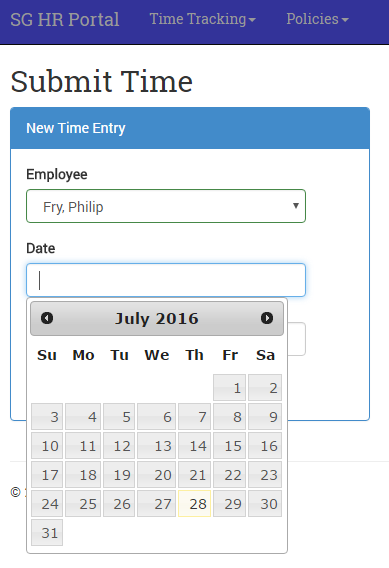 SG HR Portal Time Tracking Policies
Submit Time
New Time Entry
Employee
Fry, Philip
Date
July 2016
Su Mo Tu We Th Fr Sa
1 2
3 4 5 6 7 8 9
10 11 12 13 14 15 16
17 18 19 20 21 22 23
24 25 26 27 28 29 30
31
©